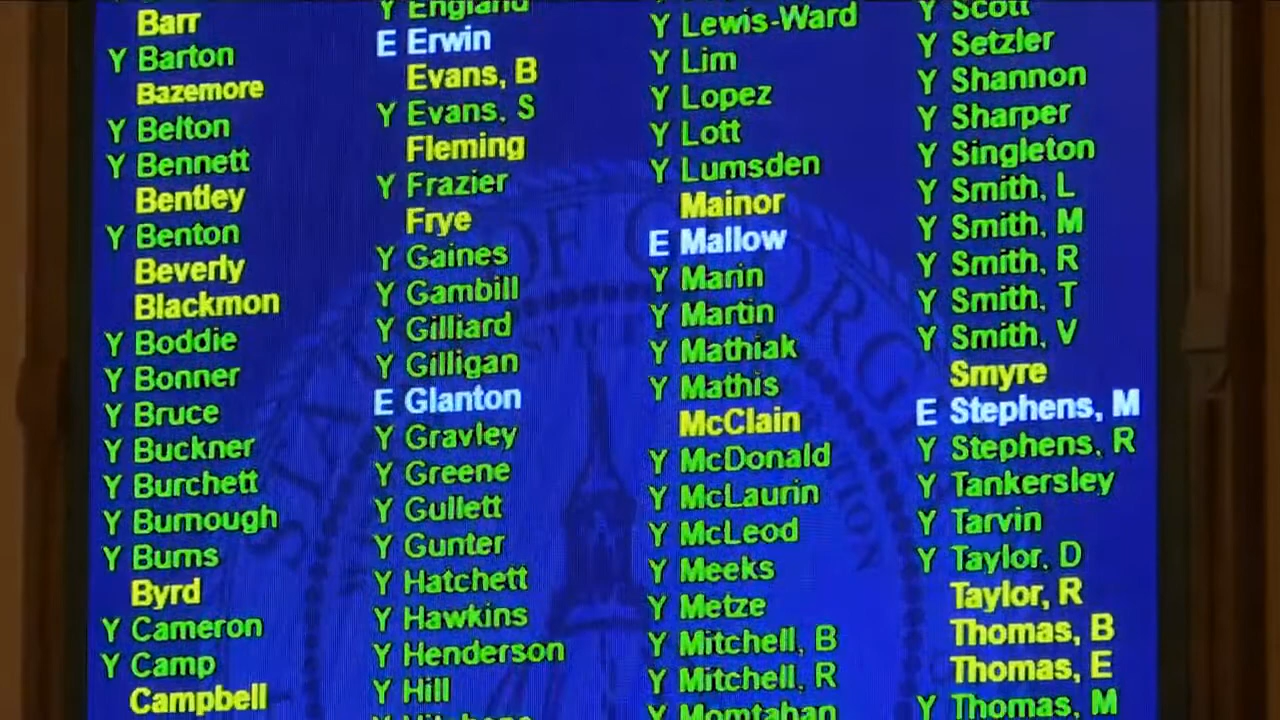 Barr
Y Barton
Bazemore
Y Belton
Y Bennett
Bentley
Y Benton
Beverly
Blackmon
Y Boddie
Y Bonner
Y Bruce
Y Buckner
Y Burchett
Y Burnough
Y Burns
Byrd
Y Cameron
Y Camp
Campbell
Y England
E Erwin
Evans, B
Y Evans, S
Fleming
Y Frazier
Frye
Y Gaines
Y Gambill
Y Gilliard
Y Gilligan
E Glanton
Y Gravley
Y Greene
Y Gullett
Y Gunter
Y Hatchett
Y Hawkins
Y Henderson
Y Hill
Y Lewis-Ward
Y Lim
Y Lopez
Y Lott
Y Lumsden
Mainor
E Mallow
Y Marin
Y Martin
Y Mathiak
Y Mathis
McClain
Y McDonald
Y McLaurin
Y McLeod
Y Meeks
Y Metze
Y Mitchell, B
Y Mitchell, R
Y Momtahan
Y Scott
Y Setzler
Y Shannon
Y Sharper
Y Singleton
Y Smith, L
Y Smith, M
Y Smith, R
Y Smith, T
Y Smith, V
Smyre
E Stephens, M
Y Stephens, R
Y Tankersley
Y Tarvin
Y Taylor, D
Taylor, R
Thomas, B
Thomas, E
Y Thomas, M
STATE OF GEORG